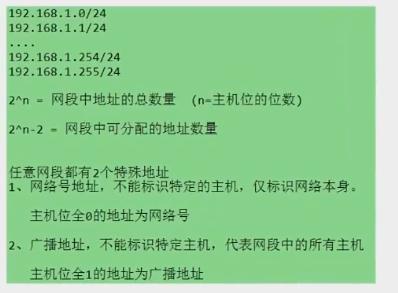 192.168.1.0/24
192.168.1.1/24
....
192.168.1.254/24
192.168.1.255/24
2^n = 网段中地址的总数量 (n=主机位的位数)
2^n-2 = 网段中可分配的地址数量
任意网段都有2个特殊地址
1、网络号地址，不能标识特定的主机，仅标识网络本身。
主机位全0的地址为网络号
2、广播地址，不能标识特定主机，代表网段中的所有主机
主机位全1的地址为广播地址